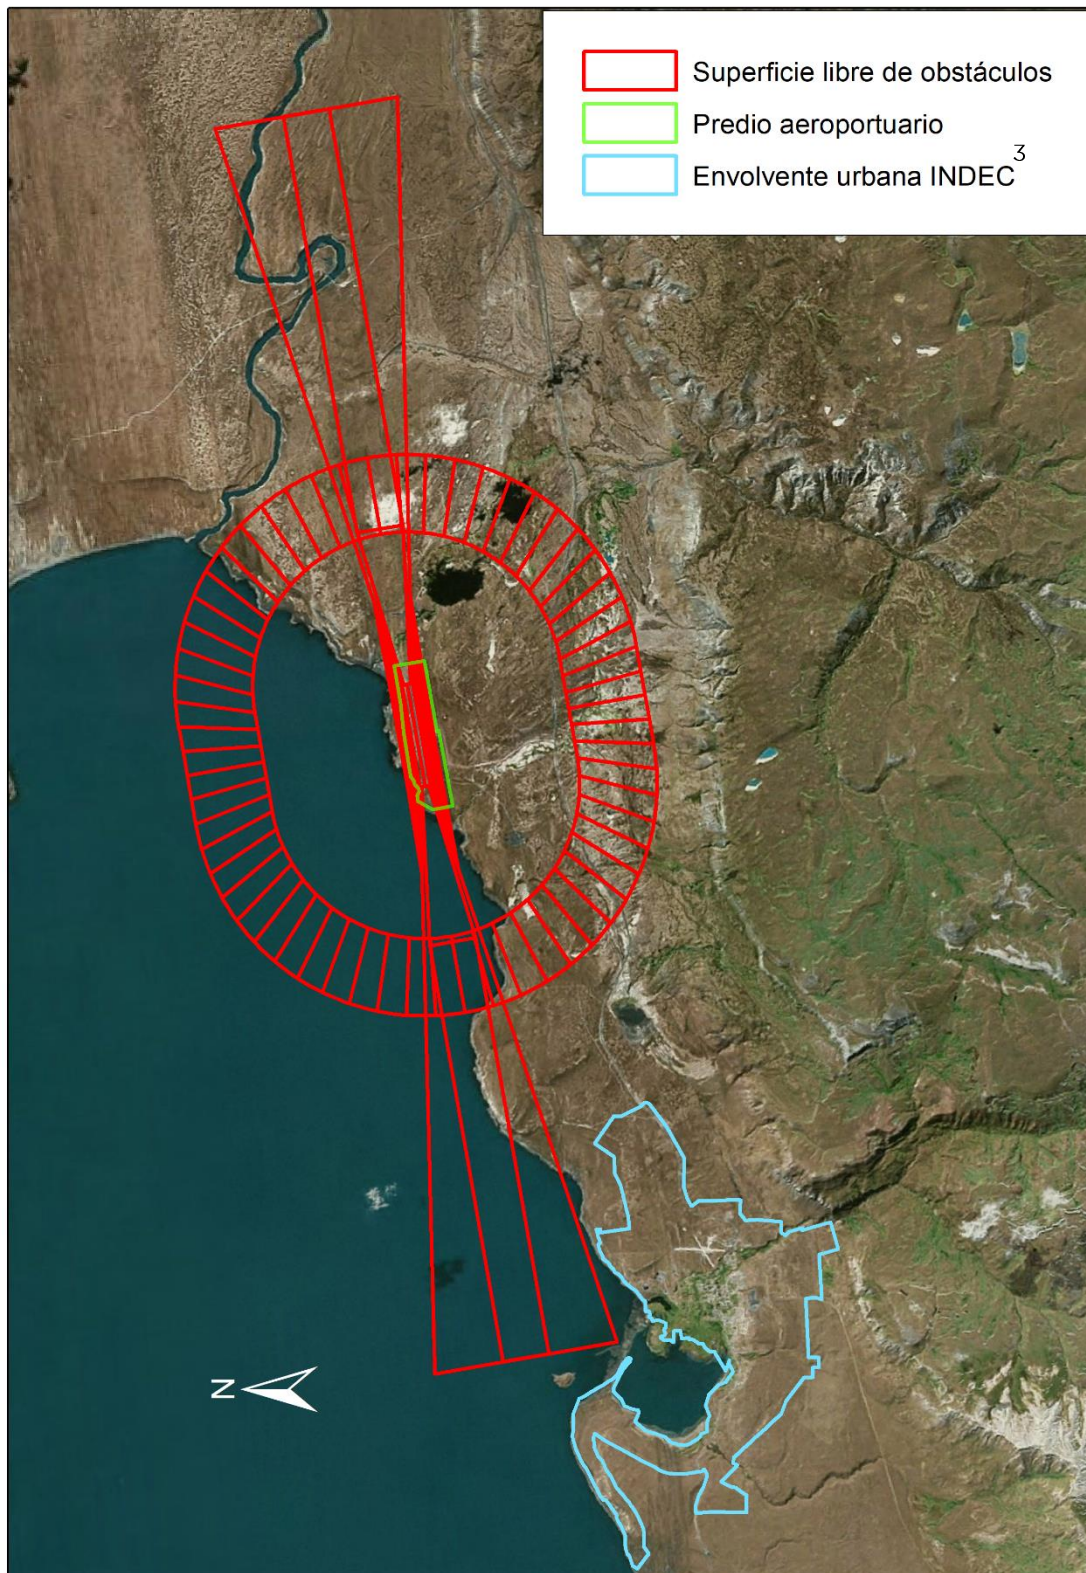 Superficie libre de obstáculos
Predio aeroportuario
Envolvente urbana INDEC3
N